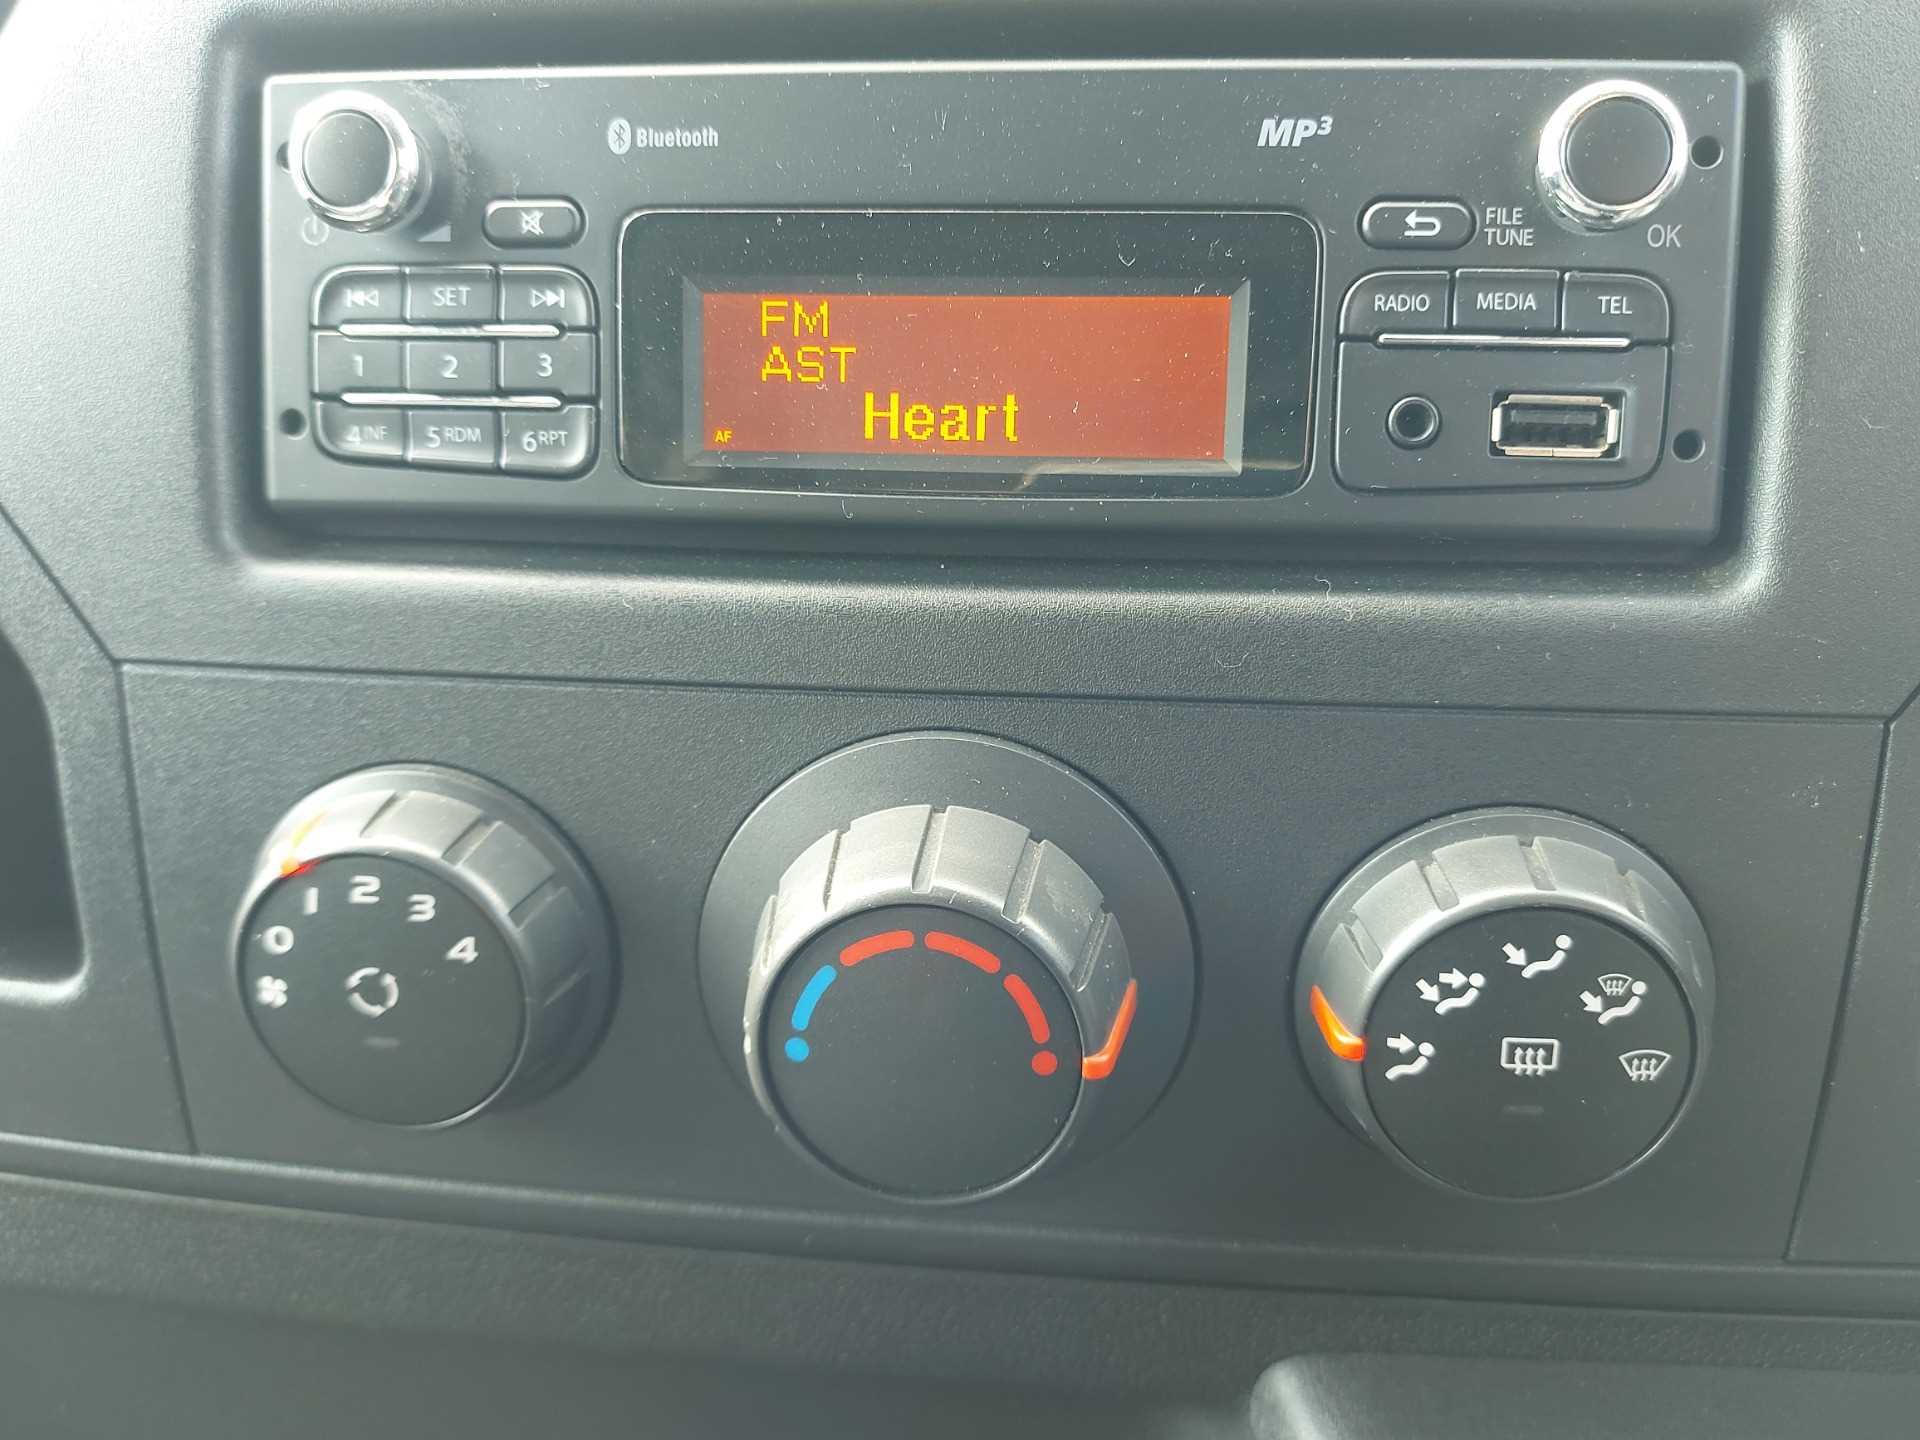 Bluetooth
MP3
FILE
TUNE
OK
SET
RADIO MEDIA TEL
1 2 3
4 INF 5 RDM 6 RPT
FM
AST
Heart
AF
0 1 2 3 4